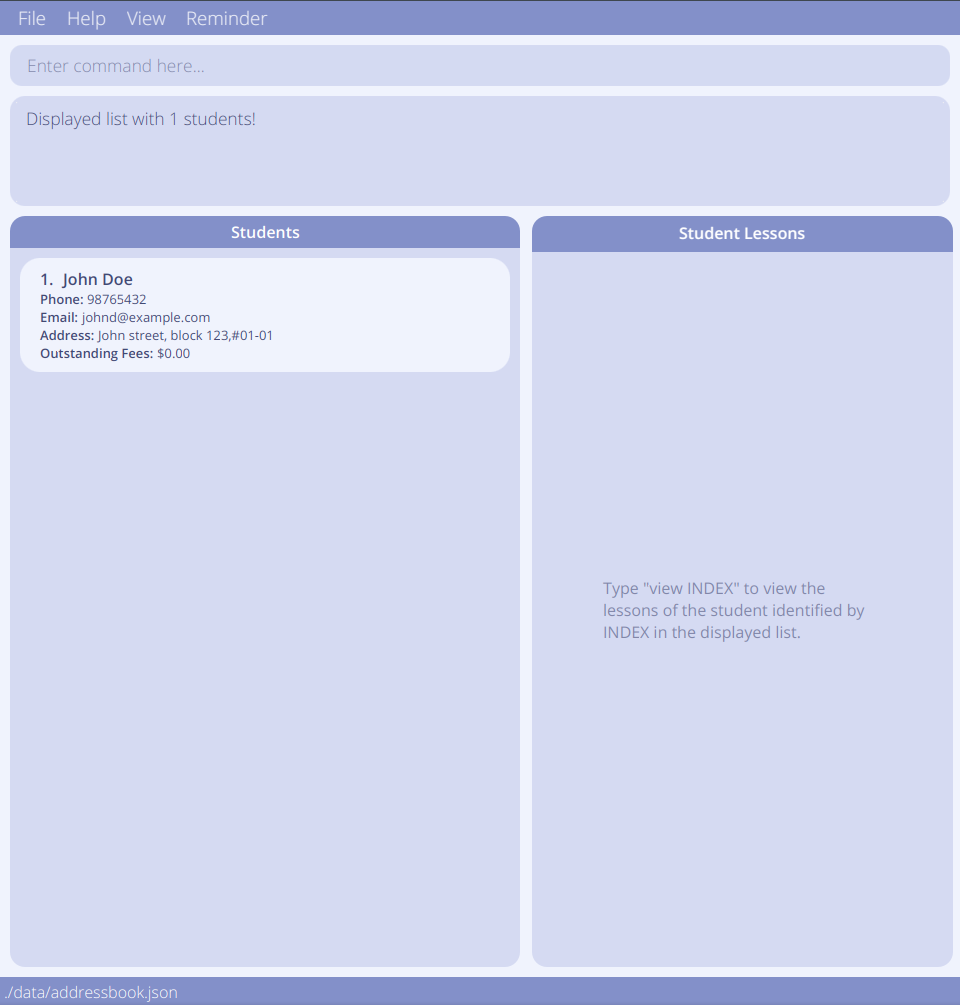 File Help View Reminder
Enter command here...
Displayed list with 1 students!
Students
1. John Doe
Phone: 98765432
Email: johnd@example.com
Address: John street, block 123,#01-01
Outstanding Fees: $0.00
Student Lessons
Type "view INDEX" to view the
lessons of the student identified by
INDEX in the displayed list.
./data/addressbook.json